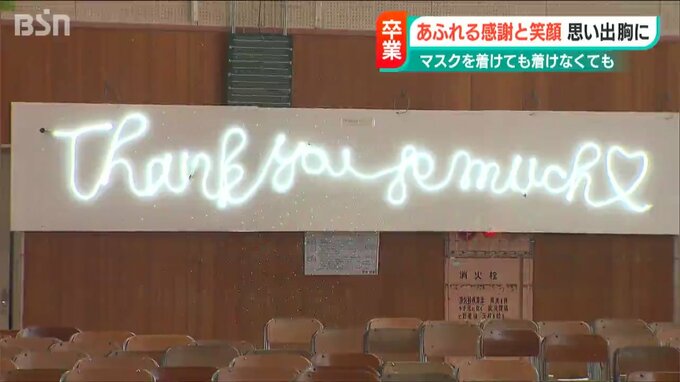 BSN
卒業
あふれる感謝と笑顔 思い出胸に
マスクを着けても着けなくても
Thank you so much
消火栓